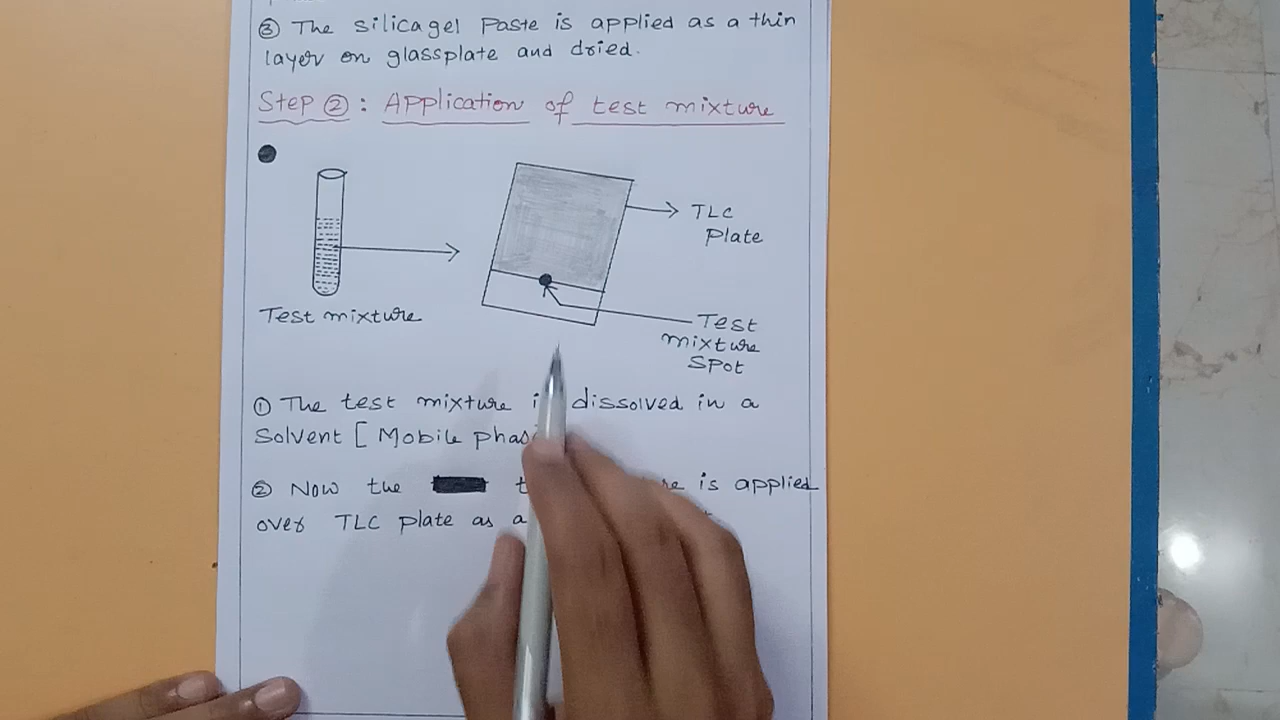 ③ The silicagel paste is applied as a thin
layer on glassplate and dried.
Step ② : Application of test mixture
TLC
Plate
Test mixture
Test
mixture
Spot
① The test mixture dissolved in a
Solvent [ Mobile
② Now the is applied
over TLC plate as a